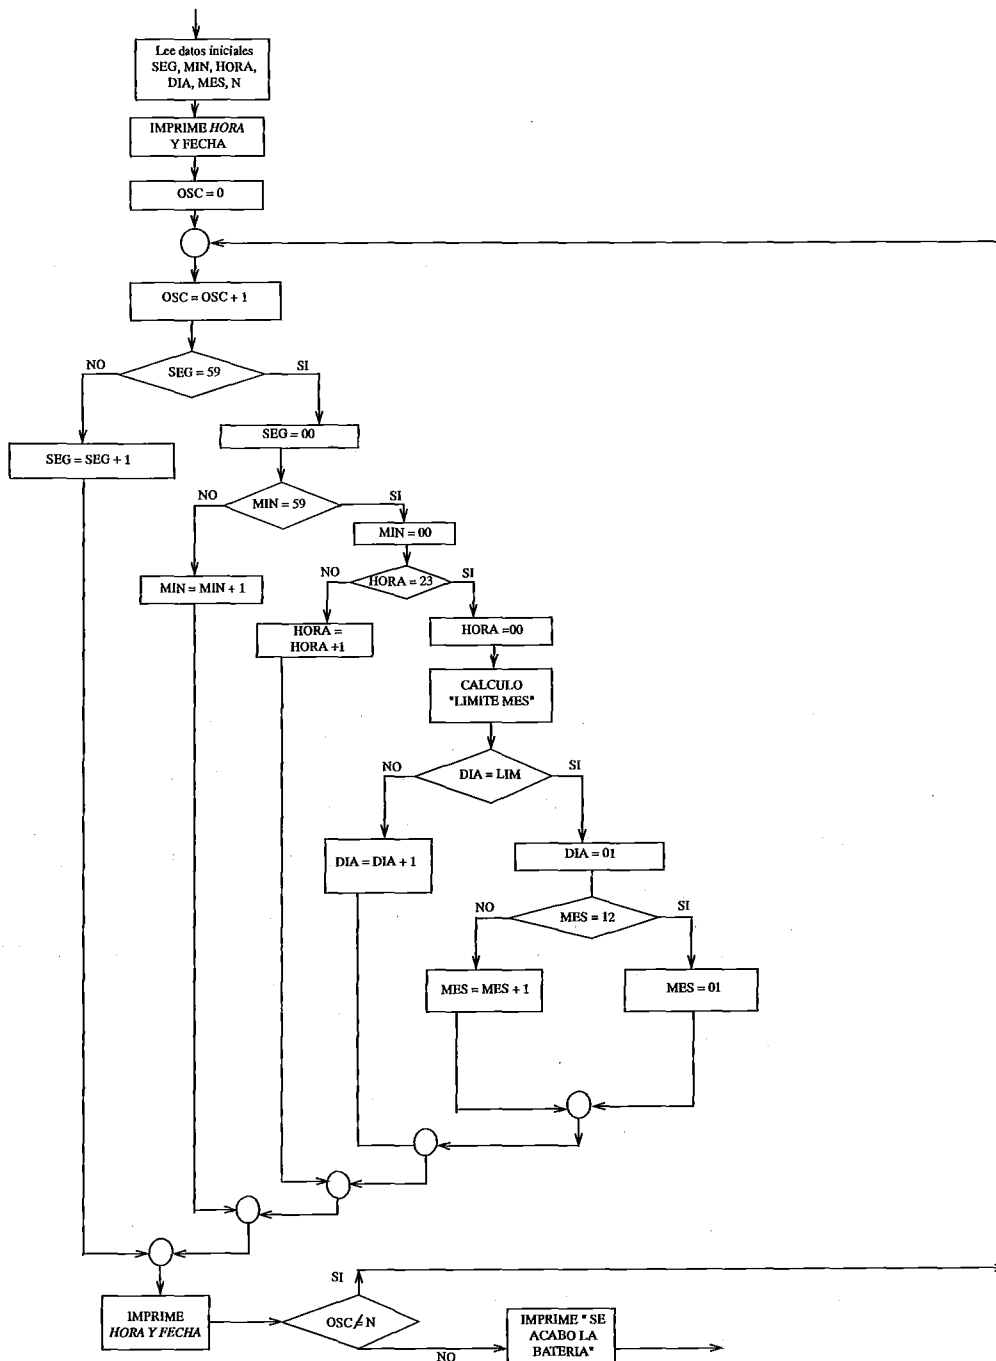 Lee datos iniciales
SEG, MIN, HORA,
DIA, MES, N
IMPRIME HORA
Y FECHA
OSC = 0
OSC = OSC + 1
NO
SEG = 59
SI
SEG = SEG + 1
SEG = 00
NO
MIN = 59
SI
MIN = MIN + 1
MIN = 00
NO
HORA = 23
SI
HORA =
HORA +1
HORA =00
CALCULO
"LIMITE MES"
NO
DIA = LIM
SI
DIA = DIA + 1
DIA = 01
NO
MES = 12
SI
MES = MES + 1
MES = 01
IMPRIME
HORA Y FECHA
SI
OSC ≠ N
NO
IMPRIME " SE
ACABO LA
BATERIA"